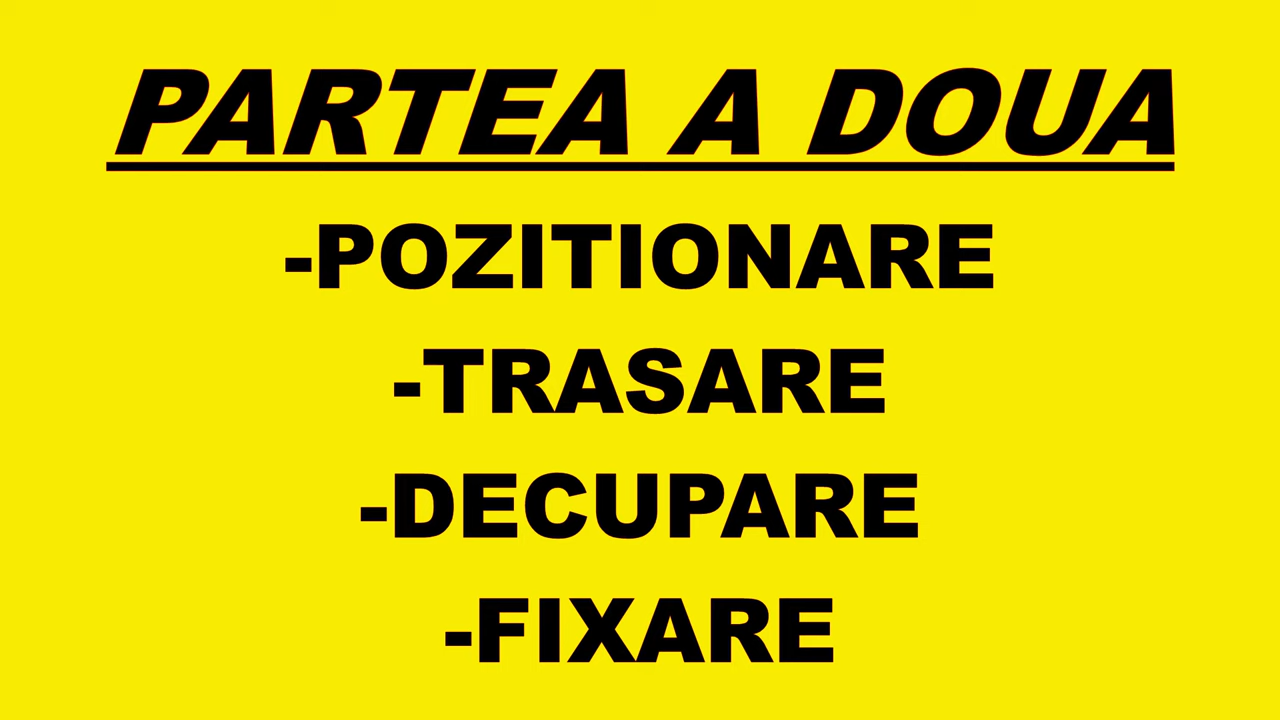 PARTEA A DOUA
-POZITIONARE
-TRASARE
-DECUPARE
-FIXARE